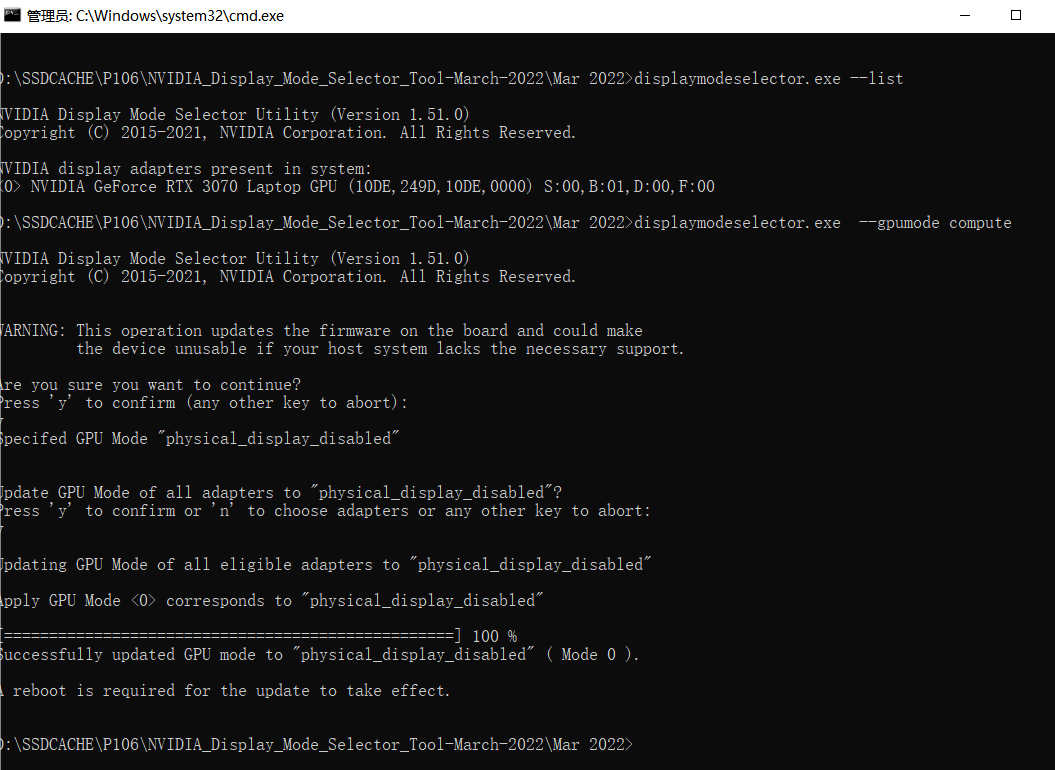 管理员: C:\Windows\system32\cmd.exe
D:\SSDCACHE\P106\NVIDIA_Display_Mode_Selector_Tool-March-2022\Mar 2022>displaymodeselector.exe --list
NVIDIA Display Mode Selector Utility (Version 1.51.0)
Copyright (C) 2015-2021, NVIDIA Corporation. All Rights Reserved.
NVIDIA display adapters present in system:
<0> NVIDIA GeForce RTX 3070 Laptop GPU (10DE,249D,10DE,0000) S:00,B:01,D:00,F:00
D:\SSDCACHE\P106\NVIDIA_Display_Mode_Selector_Tool-March-2022\Mar 2022>displaymodeselector.exe  --gpumode compute
NVIDIA Display Mode Selector Utility (Version 1.51.0)
Copyright (C) 2015-2021, NVIDIA Corporation. All Rights Reserved.
WARNING: This operation updates the firmware on the board and could make
the device unusable if your host system lacks the necessary support.
Are you sure you want to continue?
Press 'y' to confirm (any other key to abort):
y
Specifed GPU Mode "physical_display_disabled"
Update GPU Mode of all adapters to "physical_display_disabled"?
Press 'y' to confirm or 'n' to choose adapters or any other key to abort:
y
Updating GPU Mode of all eligible adapters to "physical_display_disabled"
Apply GPU Mode <0> corresponds to "physical_display_disabled"
[==================================================] 100 %
Successfully updated GPU mode to "physical_display_disabled" ( Mode 0 ).
A reboot is required for the update to take effect.
D:\SSDCACHE\P106\NVIDIA_Display_Mode_Selector_Tool-March-2022\Mar 2022>